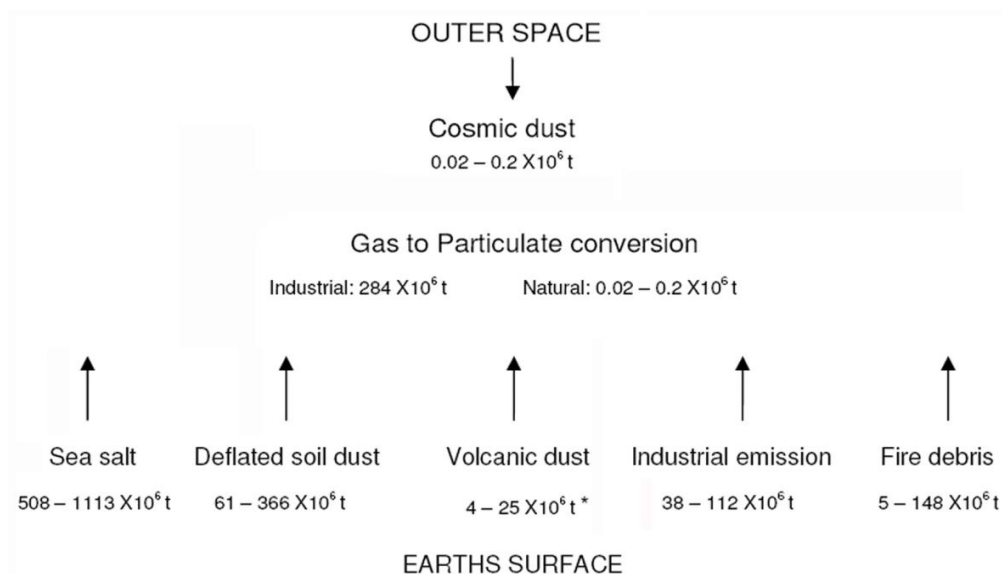 OUTER SPACE
Cosmic dust
0.02 – 0.2 X10⁶ t
Gas to Particulate conversion
Industrial: 284 X10⁶ t Natural: 0.02 – 0.2 X10⁶ t
Sea salt Deflated soil dust Volcanic dust Industrial emission Fire debris
508 – 1113 X10⁶ t 61 – 366 X10⁶ t 4 – 25 X10⁶ t * 38 – 112 X10⁶ t 5 – 148 X10⁶ t
EARTHS SURFACE